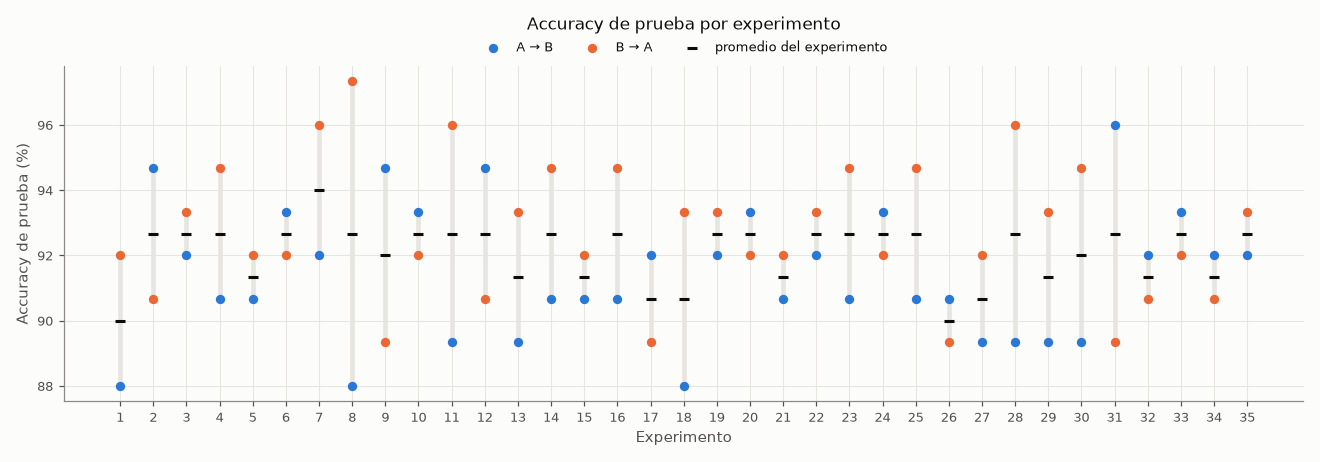 Accuracy de prueba por experimento
A → B B → A promedio del experimento
Accuracy de prueba (%)
96
94
92
90
88
1 2 3 4 5 6 7 8 9 10 11 12 13 14 15 16 17 18 19 20 21 22 23 24 25 26 27 28 29 30 31 32 33 34 35
Experimento